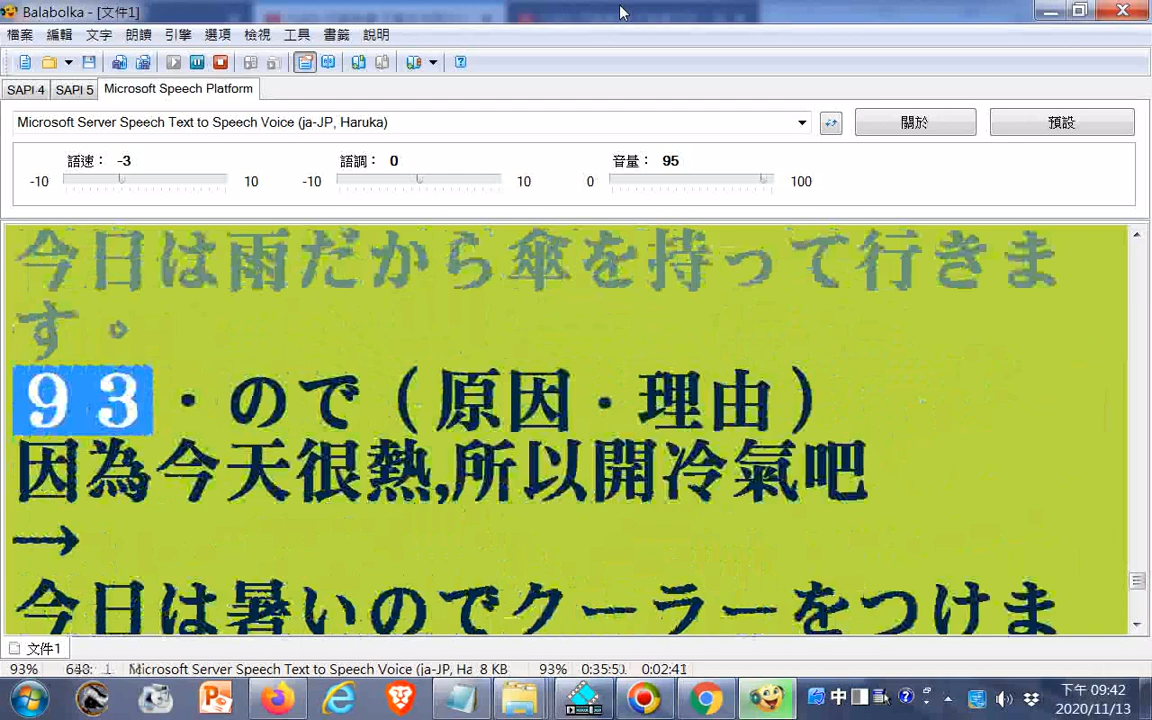 Balabolka - [文件1]
檔案 編輯 文字 朗讀 引擎 選項 檢視 工具 書籤 說明
SAPI 4 SAPI 5 Microsoft Speech Platform
Microsoft Server Speech Text to Speech Voice (ja-JP, Haruka) 關於 預設
語速： -3 語調： 0 音量： 95
-10 10 -10 10 0 100
今日は雨だから傘を持って行きま
す。
９３・ので（原因・理由）
因為今天很熱,所以開冷氣吧
→
今日は暑いのでクーラーをつけま
文件1
93% 648: 1 Microsoft Server Speech Text to Speech Voice (ja-JP, Ha 8 KB 93% 0:35:50 0:02:41
中 下午 09:42
2020/11/13